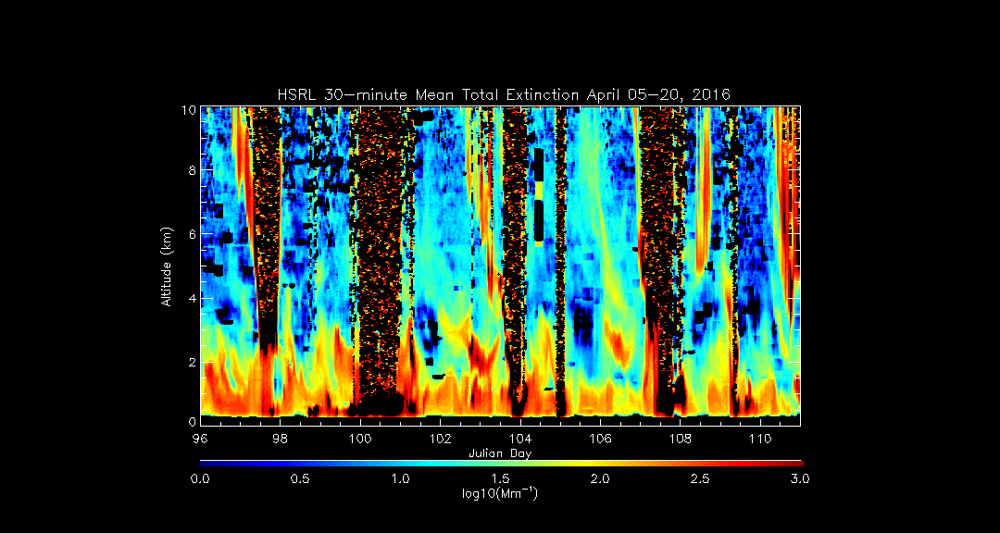 HSRL 30-minute Mean Total Extinction April 05-20, 2016
10
8
6
4
2
0
Altitude (km)
96 98 100 102 104 106 108 110
Julian Day
0.0 0.5 1.0 1.5 2.0 2.5 3.0
log10(Mm⁻¹)